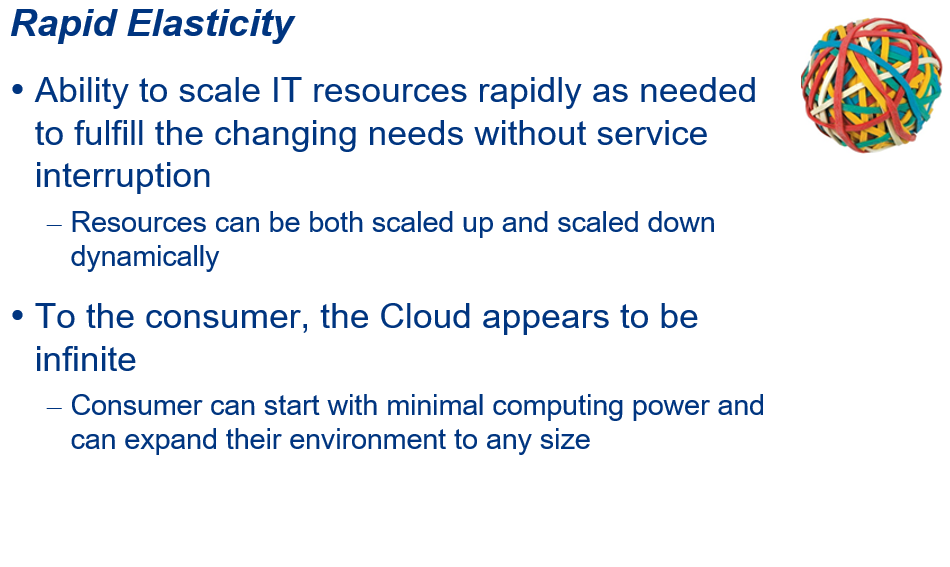 Rapid Elasticity
• Ability to scale IT resources rapidly as needed
to fulfill the changing needs without service
interruption
– Resources can be both scaled up and scaled down
dynamically
• To the consumer, the Cloud appears to be
infinite
– Consumer can start with minimal computing power and
can expand their environment to any size